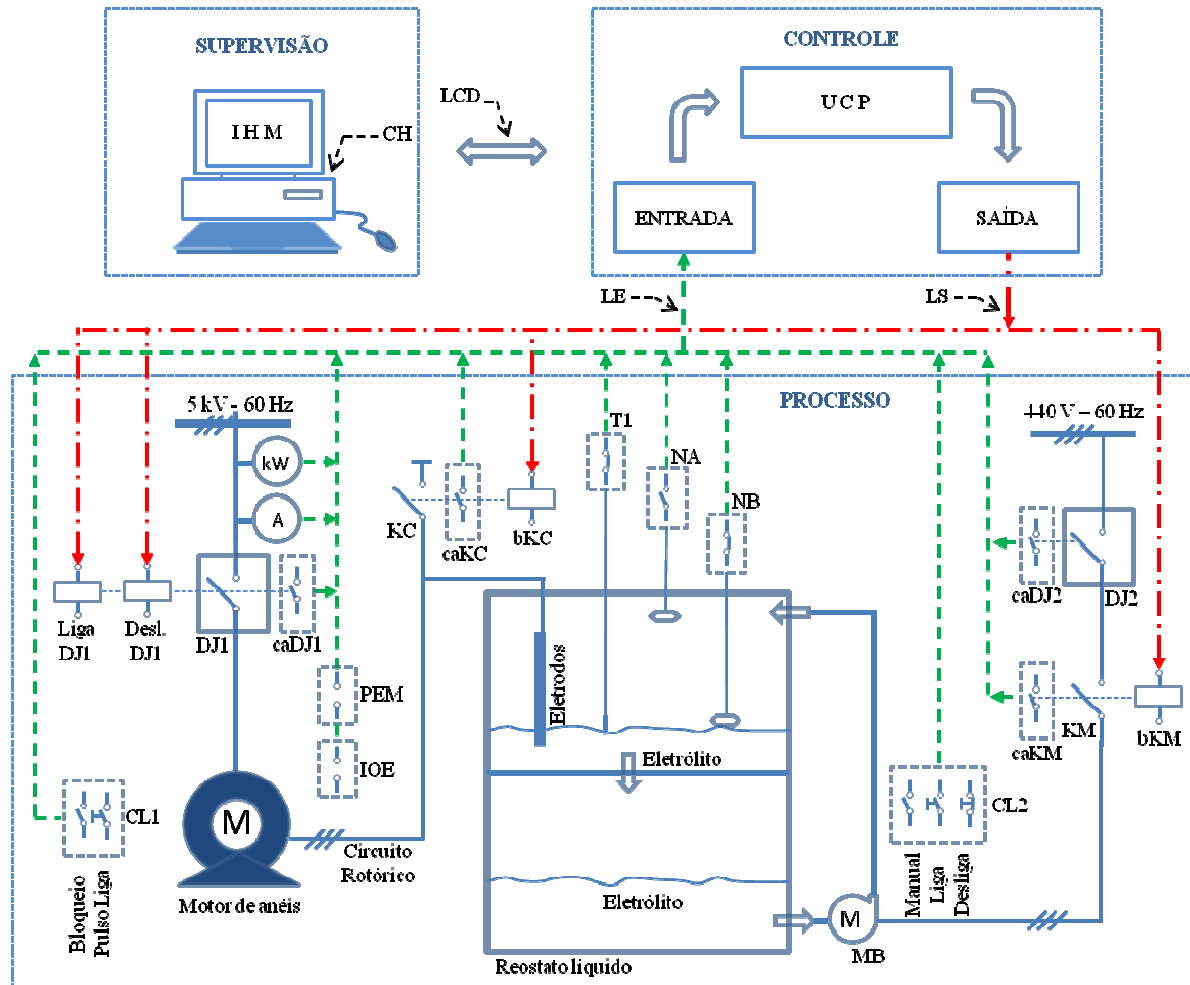 SUPERVISÃO
CONTROLE
LCD
UCP
IHM
CH
ENTRADA
SAÍDA
LE
LS
PROCESSO
5 kV - 60 Hz
440 V – 60 Hz
T1
kW
NA
NB
A
KC
caKC
bKC
caDJ2
DJ2
Liga
DJ1
Desl.
DJ1
DJ1
caDJ1
Eletrodos
PEM
KM
caKM
bKM
IOE
Eletrólito
CL1
M
CL2
Circuito
Rotórico
Bloqueio
Pulso Liga
Manual
Liga
Desliga
Motor de anéis
Eletrólito
M
MB
Reostato líquido